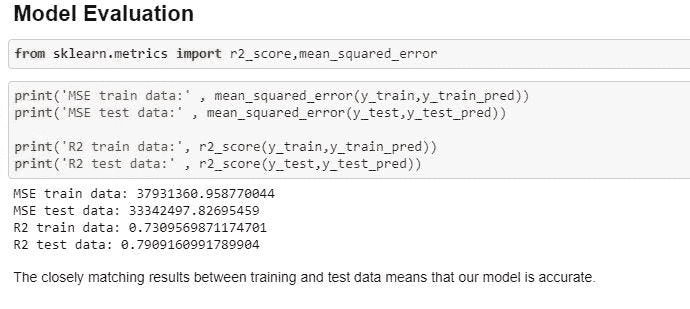 Model Evaluation
from sklearn.metrics import r2_score,mean_squared_error
print('MSE train data:' , mean_squared_error(y_train,y_train_pred))
print('MSE test data:' , mean_squared_error(y_test,y_test_pred))
print('R2 train data:', r2_score(y_train,y_train_pred))
print('R2 test data:' , r2_score(y_test,y_test_pred))
MSE train data: 37931360.958770044
MSE test data: 33342497.82695459
R2 train data: 0.7309569871174701
R2 test data: 0.7909160991789904
The closely matching results between training and test data means that our model is accurate.